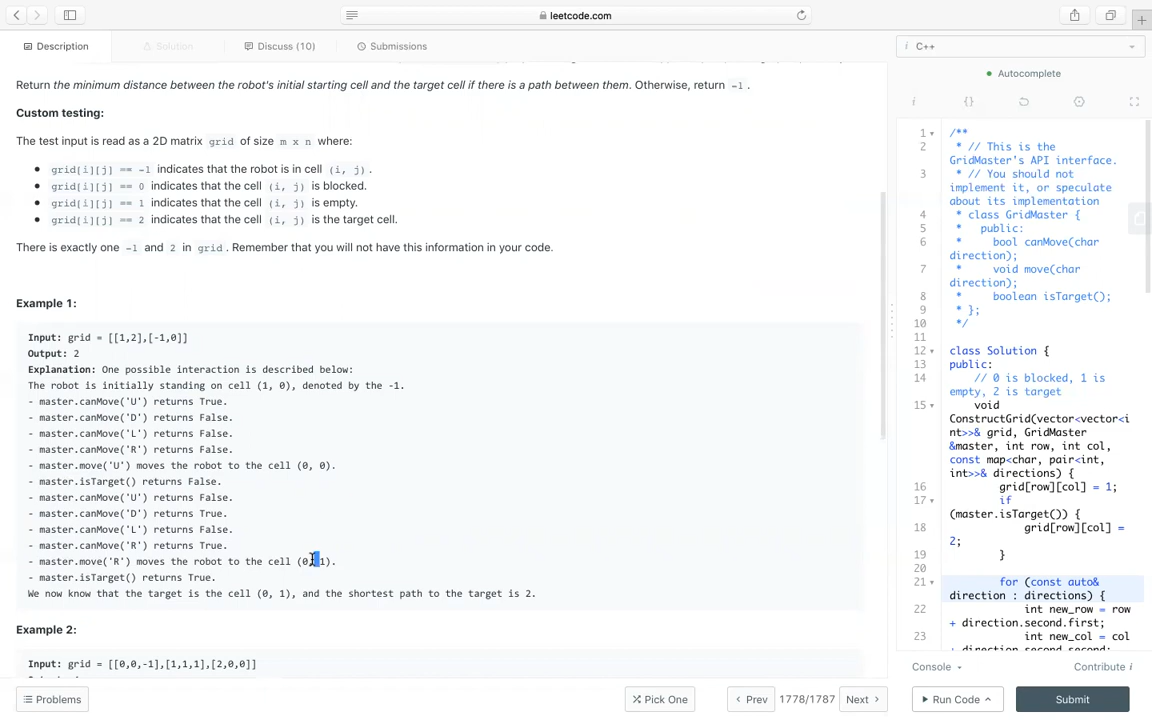 leetcode.com
Description
Solution
Discuss (10)
Submissions
i C++
Autocomplete
Return the minimum distance between the robot's initial starting cell and the target cell if there is a path between them. Otherwise, return -1 .
Custom testing:
The test input is read as a 2D matrix grid of size m x n where:
• grid[i][j] == -1 indicates that the robot is in cell (i, j) .
• grid[i][j] == 0 indicates that the cell (i, j) is blocked.
• grid[i][j] == 1 indicates that the cell (i, j) is empty.
• grid[i][j] == 2 indicates that the cell (i, j) is the target cell.
There is exactly one -1 and 2 in grid . Remember that you will not have this information in your code.
Example 1:
Input: grid = [[1,2],[-1,0]]
Output: 2
Explanation: One possible interaction is described below:
The robot is initially standing on cell (1, 0), denoted by the -1.
- master.canMove('U') returns True.
- master.canMove('D') returns False.
- master.canMove('L') returns False.
- master.canMove('R') returns False.
- master.move('U') moves the robot to the cell (0, 0).
- master.isTarget() returns False.
- master.canMove('U') returns False.
- master.canMove('D') returns True.
- master.canMove('L') returns False.
- master.canMove('R') returns True.
- master.move('R') moves the robot to the cell (0, 1).
- master.isTarget() returns True.
We now know that the target is the cell (0, 1), and the shortest path to the target is 2.
Example 2:
Input: grid = [[0,0,-1],[1,1,1],[2,0,0]]
1 /**
2 * // This is the
GridMaster's API interface.
3 * // You should not
implement it, or speculate
about its implementation
4 * class GridMaster {
5 * public:
6 * bool canMove(char
direction);
7 * void move(char
direction);
8 * boolean isTarget();
9 * };
10 */
11
12 class Solution {
13 public:
14 // 0 is blocked, 1 is
empty, 2 is target
15 void
ConstructGrid(vector<vector<i
nt>>& grid, GridMaster
&master, int row, int col,
const map<char, pair<int,
int>>& directions) {
16 grid[row][col] = 1;
17 if
(master.isTarget()) {
18 grid[row][col] =
2;
19 }
20
21 for (const auto&
direction : directions) {
22 int new_row = row
+ direction.second.first;
23 int new_col = col
+ direction.second.second;
Console
Contribute i
Problems
Pick One
Prev
1778/1787
Next
Run Code
Submit